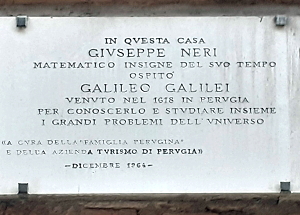 IN QVESTA CASA
GIVSEPPE NERI
MATEMATICO INSIGNE DEL SVO TEMPO
OSPITÒ
GALILEO GALILEI
VENVTO NEL 1618 IN PERVGIA
PER CONOSCERLO E STVDIARE INSIEME
I GRANDI PROBLEMI DELL'VNIVERSO
«A CVRA DELLA "FAMIGLIA PERVGINA"
E DELLA AZIENDA TVRISMO DI PERVGIA»
-DICEMBRE 1964-